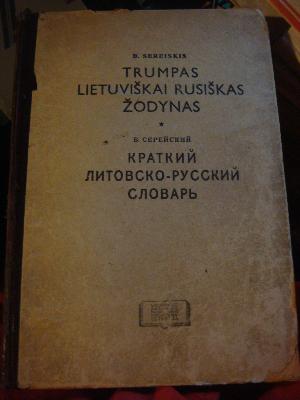 B. SEREISKIS
TRUMPAS
LIETUVIŠKAI RUSIŠKAS
ŽODYNAS
Б. СЕРЕЙСКИЙ
КРАТКИЙ
ЛИТОВСКО-РУССКИЙ
СЛОВАРЬ